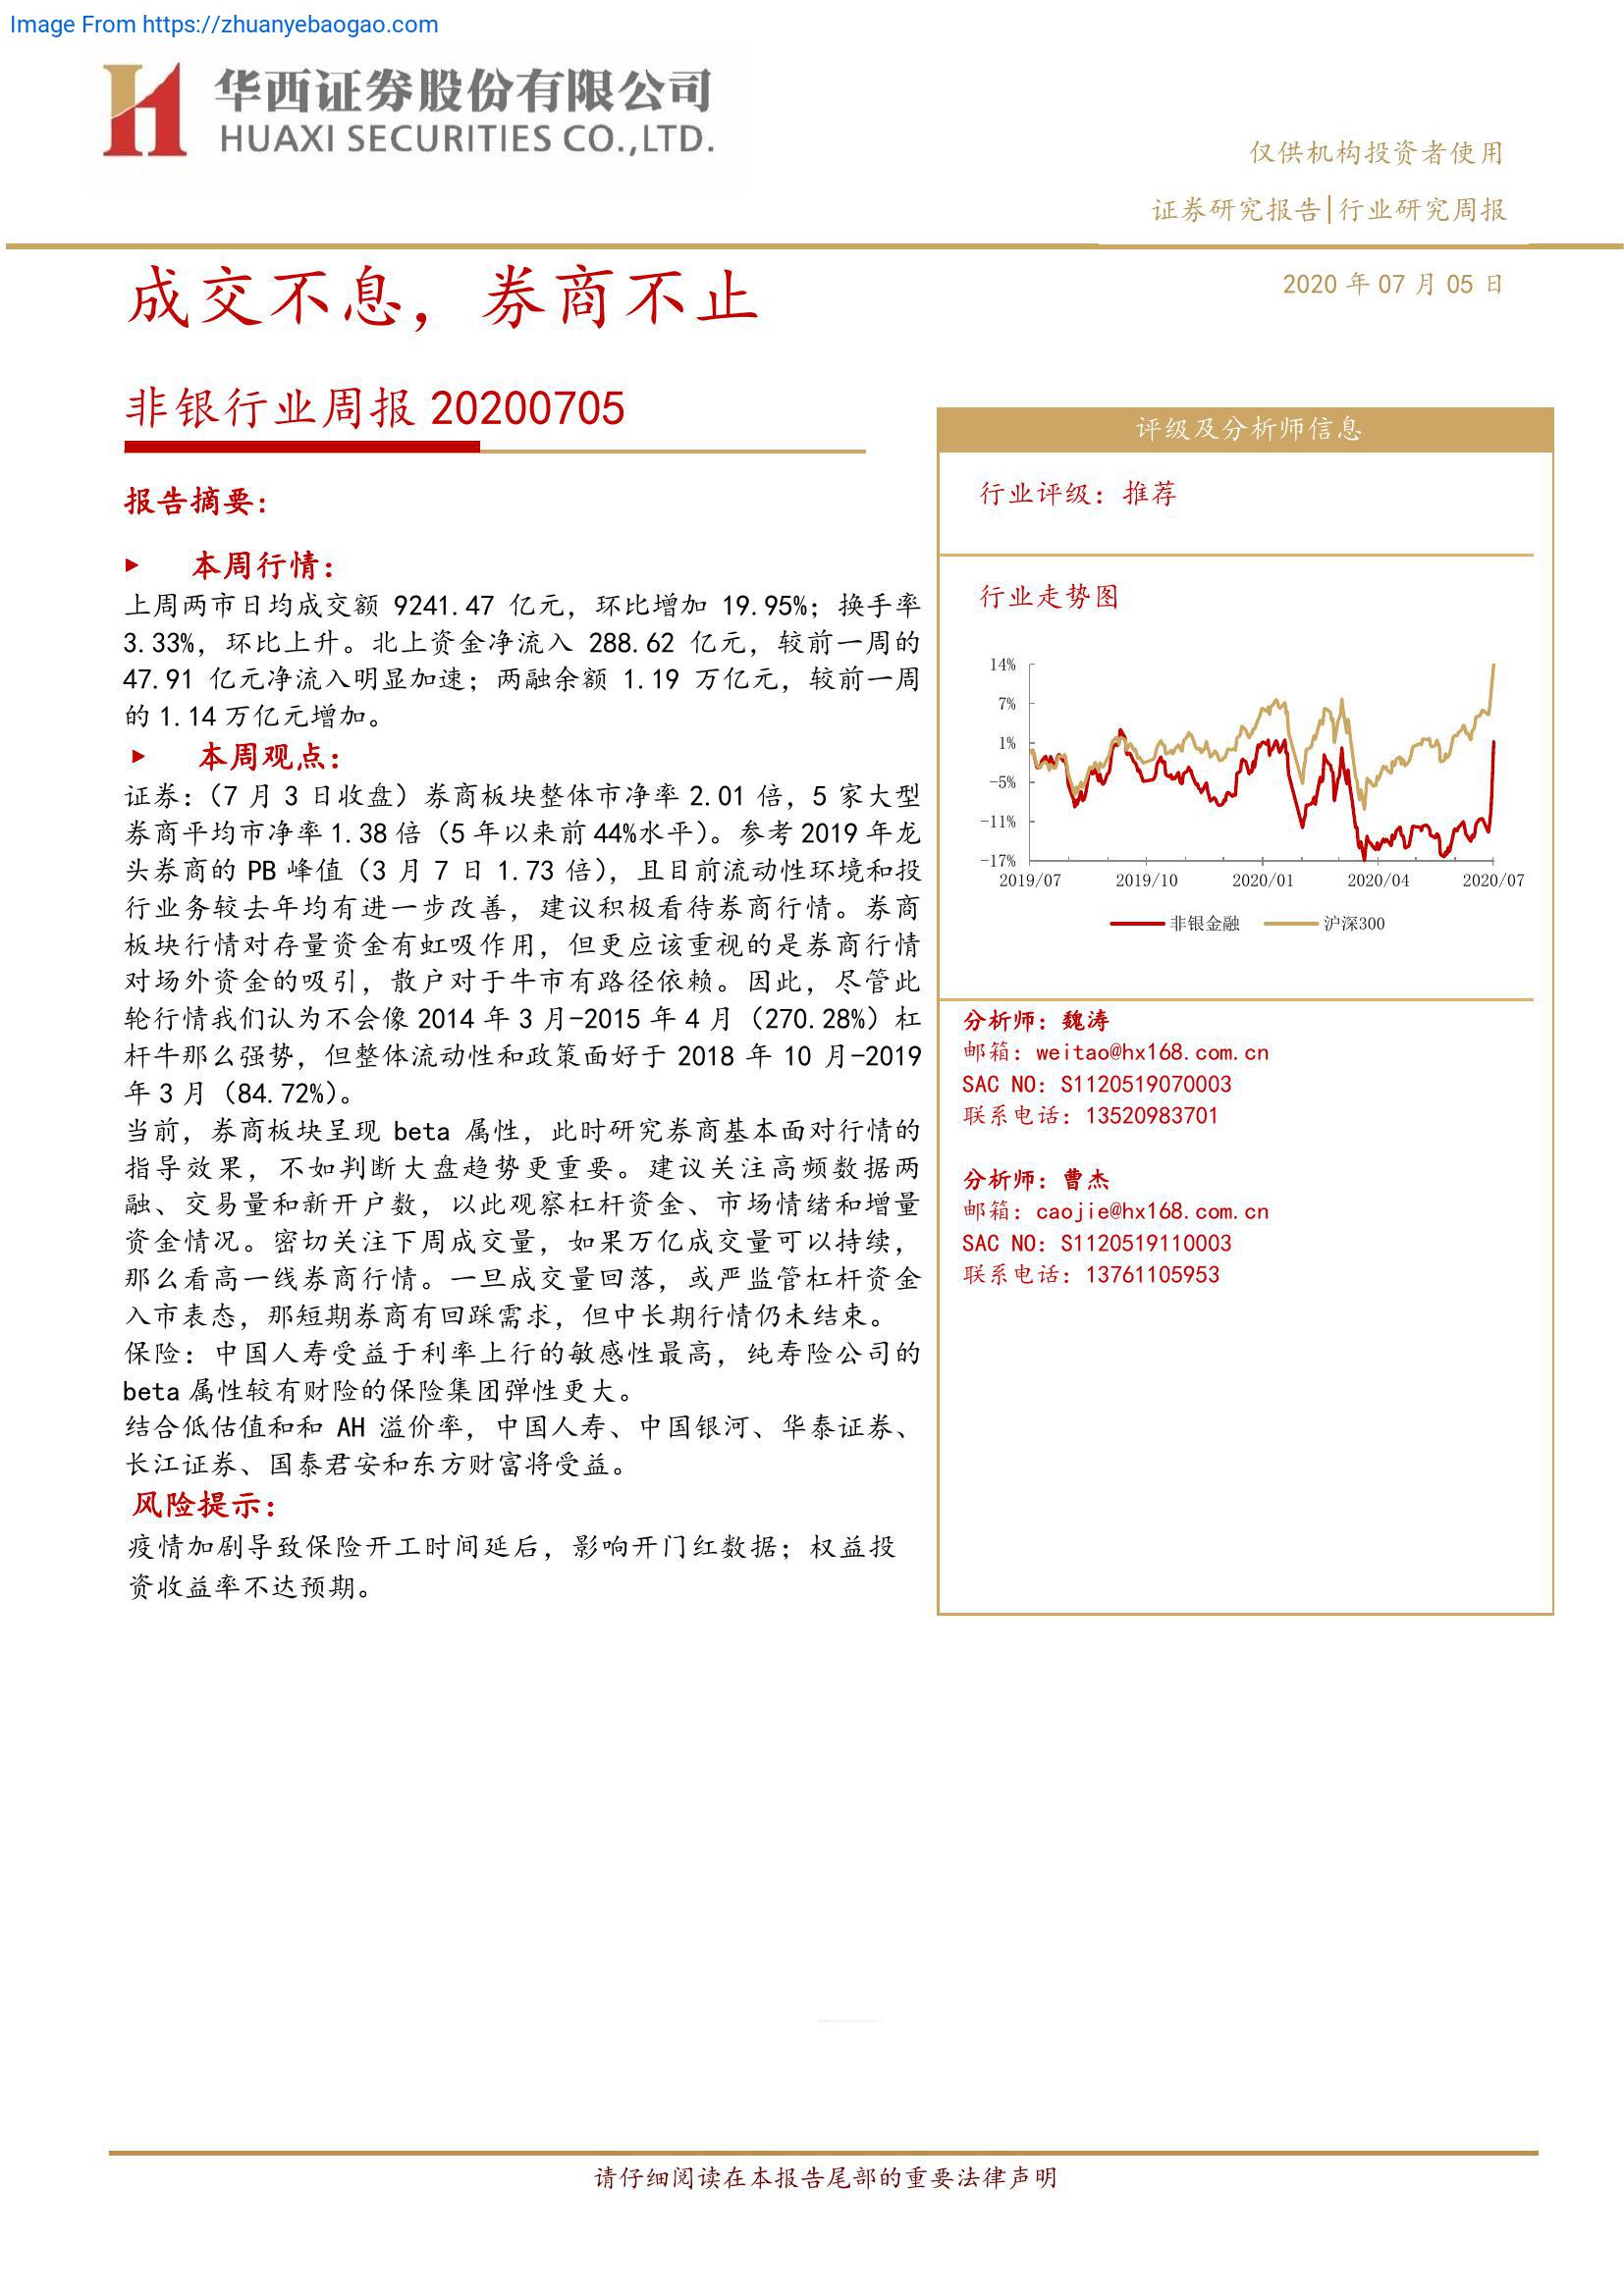 Image From https://zhuanyebaogao.com
华西证券股份有限公司
HUAXI SECURITIES CO.,LTD.
仅供机构投资者使用
证券研究报告|行业研究周报
2020 年 07 月 05 日
成交不息，券商不止
非银行业周报 20200705
报告摘要：
► 本周行情：
上周两市日均成交额 9241.47 亿元，环比增加 19.95%；换手率
3.33%，环比上升。北上资金净流入 288.62 亿元，较前一周的
47.91 亿元净流入明显加速；两融余额 1.19 万亿元，较前一周
的 1.14 万亿元增加。
► 本周观点：
证券：（7 月 3 日收盘）券商板块整体市净率 2.01 倍，5 家大型
券商平均市净率 1.38 倍（5 年以来前 44%水平）。参考 2019 年龙
头券商的 PB 峰值（3 月 7 日 1.73 倍），且目前流动性环境和投
行业务较去年均有进一步改善，建议积极看待券商行情。券商
板块行情对存量资金有虹吸作用，但更应该重视的是券商行情
对场外资金的吸引，散户对于牛市有路径依赖。因此，尽管此
轮行情我们认为不会像 2014 年 3 月-2015 年 4 月（270.28%）杠
杆牛那么强势，但整体流动性和政策面好于 2018 年 10 月-2019
年 3 月（84.72%）。
当前，券商板块呈现 beta 属性，此时研究券商基本面对行情的
指导效果，不如判断大盘趋势更重要。建议关注高频数据两
融、交易量和新开户数，以此观察杠杆资金、市场情绪和增量
资金情况。密切关注下周成交量，如果万亿成交量可以持续，
那么看高一线券商行情。一旦成交量回落，或严监管杠杆资金
入市表态，那短期券商有回踩需求，但中长期行情仍未结束。
保险：中国人寿受益于利率上行的敏感性最高，纯寿险公司的
beta 属性较有财险的保险集团弹性更大。
结合低估值和和 AH 溢价率，中国人寿、中国银河、华泰证券、
长江证券、国泰君安和东方财富将受益。
风险提示：
疫情加剧导致保险开工时间延后，影响开门红数据；权益投
资收益率不达预期。
评级及分析师信息
行业评级：推荐
行业走势图
14%
7%
1%
-5%
-11%
-17%
2019/07 2019/10 2020/01 2020/04 2020/07
非银金融 沪深300
分析师：魏涛
邮箱：weitao@hx168.com.cn
SAC NO：S1120519070003
联系电话：13520983701
分析师：曹杰
邮箱：caojie@hx168.com.cn
SAC NO：S1120519110003
联系电话：13761105953
请仔细阅读在本报告尾部的重要法律声明